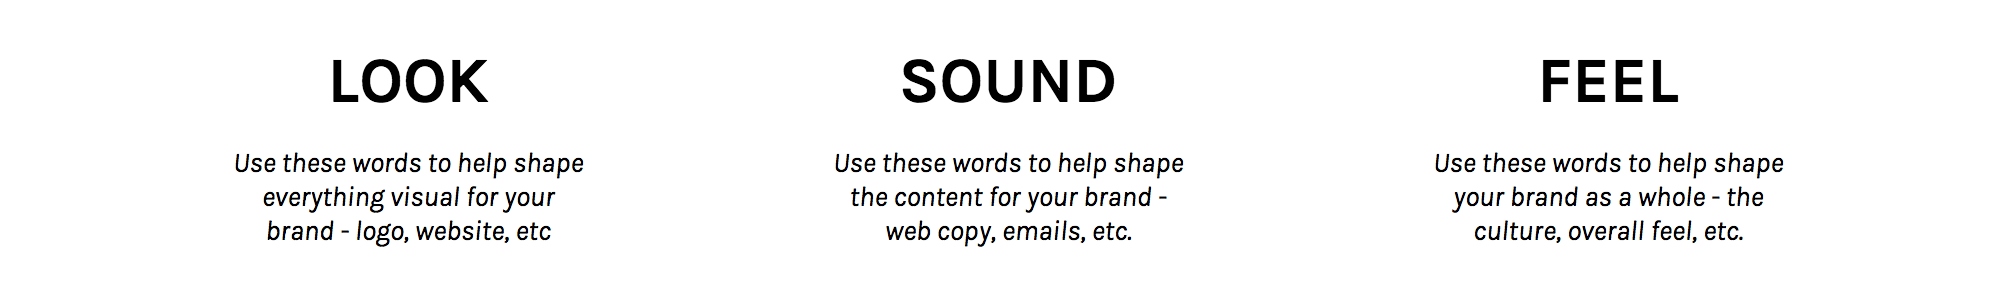 LOOK
Use these words to help shape
everything visual for your
brand - logo, website, etc
SOUND
Use these words to help shape
the content for your brand -
web copy, emails, etc.
FEEL
Use these words to help shape
your brand as a whole - the
culture, overall feel, etc.